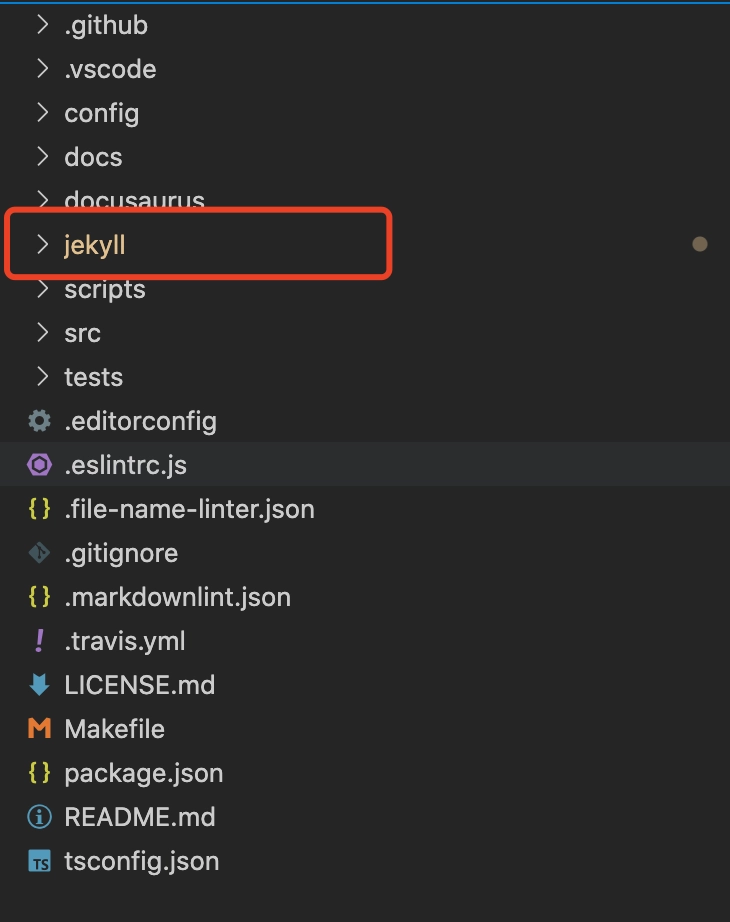 .github
.vscode
config
docs
docusaurus
jekyll
scripts
src
tests
.editorconfig
.eslintrc.js
.file-name-linter.json
.gitignore
.markdownlint.json
.travis.yml
LICENSE.md
Makefile
package.json
README.md
tsconfig.json